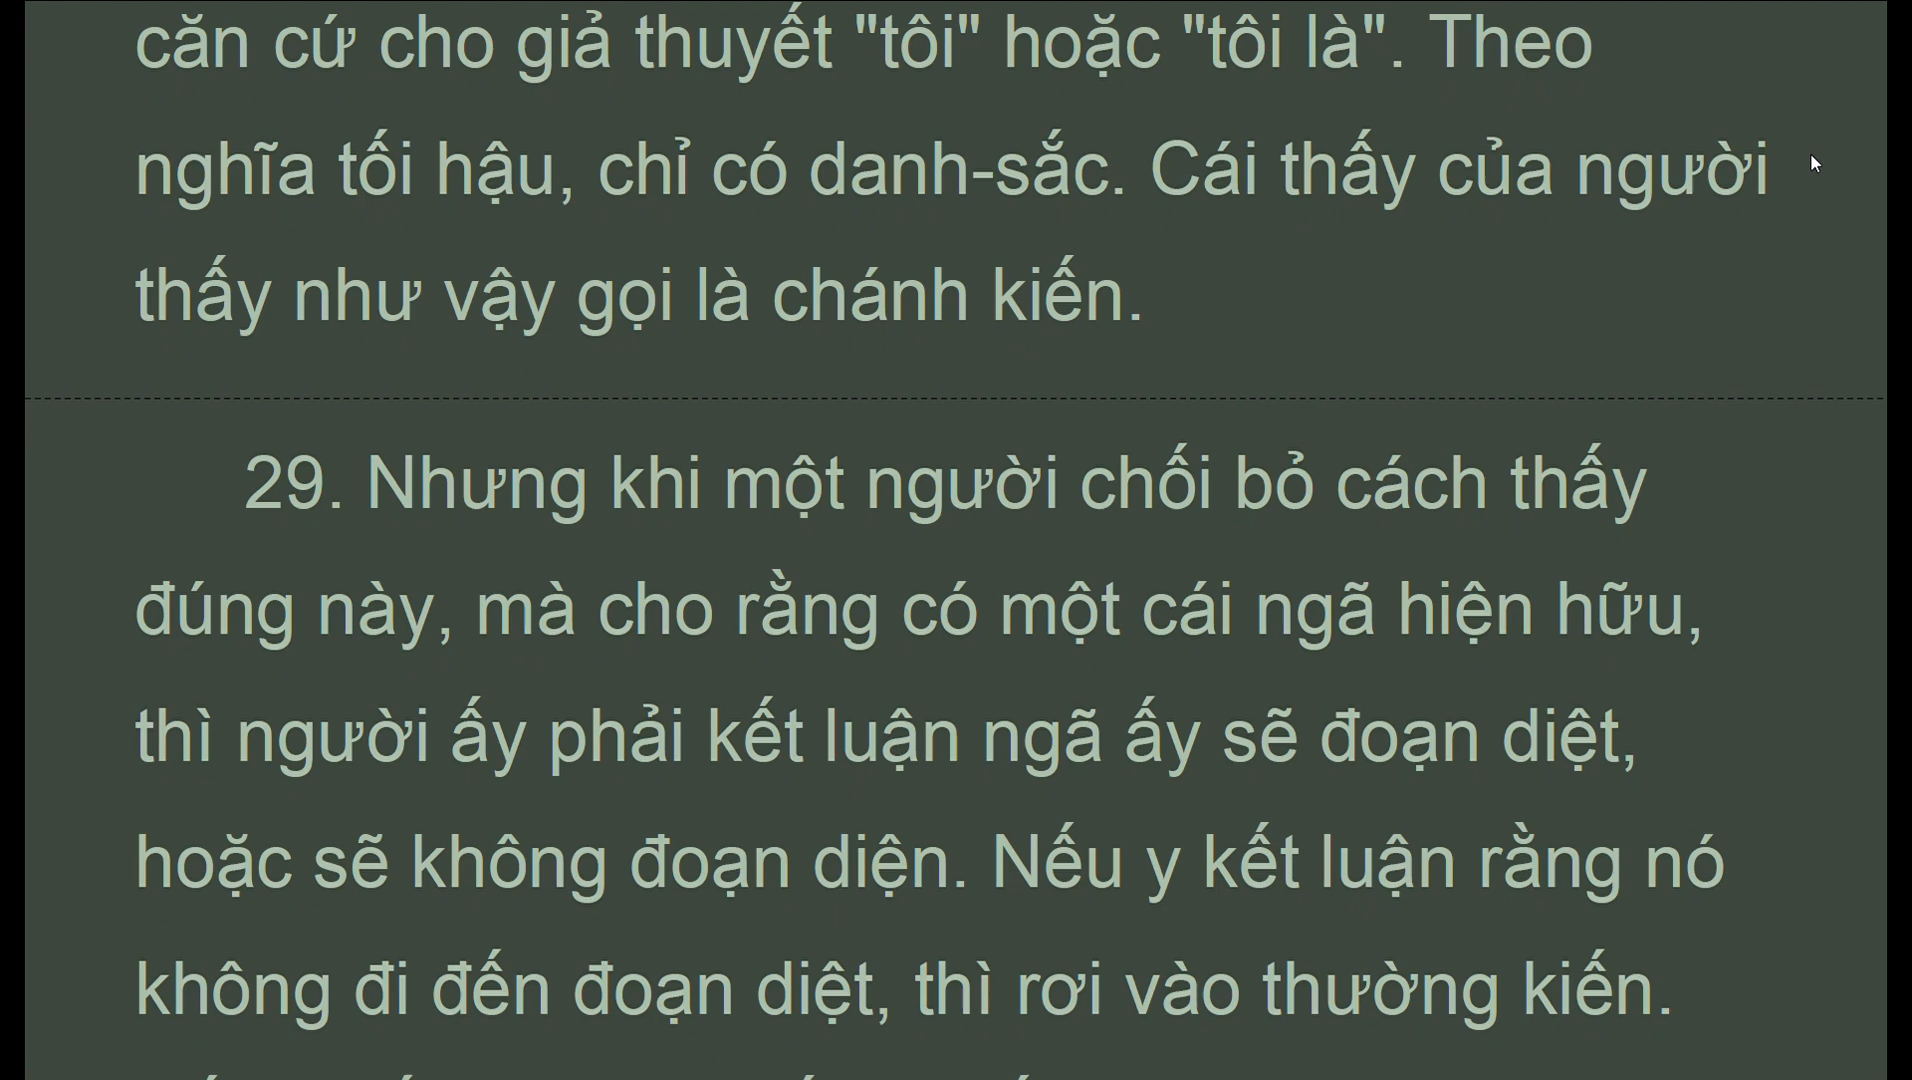 căn cứ cho giả thuyết "tôi" hoặc "tôi là". Theo
nghĩa tối hậu, chỉ có danh-sắc. Cái thấy của người
thấy như vậy gọi là chánh kiến.
29. Nhưng khi một người chối bỏ cách thấy
đúng này, mà cho rằng có một cái ngã hiện hữu,
thì người ấy phải kết luận ngã ấy sẽ đoạn diệt,
hoặc sẽ không đoạn diện. Nếu y kết luận rằng nó
không đi đến đoạn diệt, thì rơi vào thường kiến.